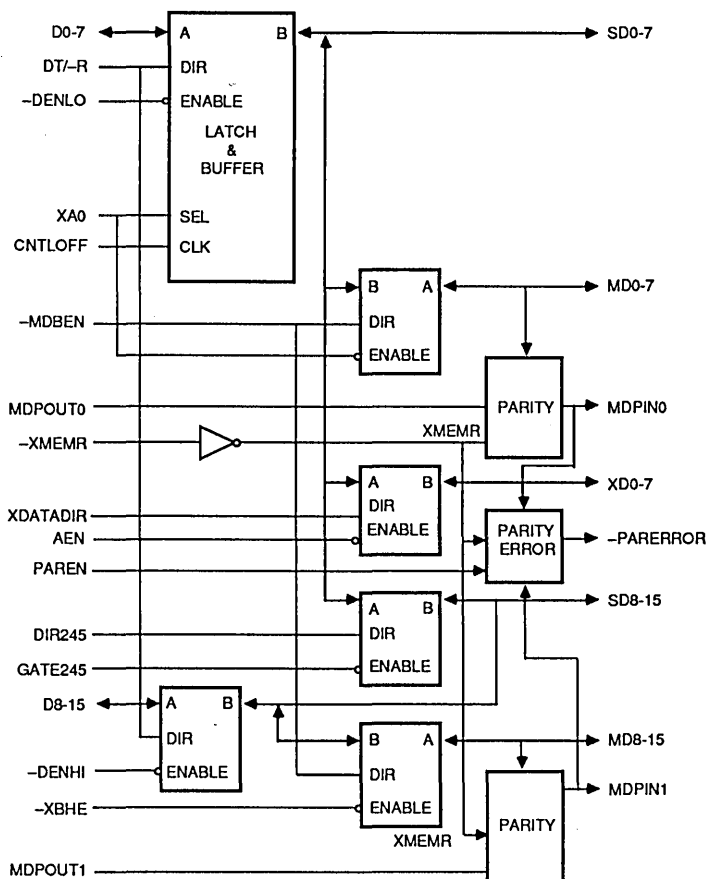 D0-7 A B SD0-7
DT/-R DIR
-DENLO ENABLE
LATCH
&
BUFFER
XA0 SEL
CNTLOFF CLK
B A MD0-7
-MDBEN DIR
ENABLE
MDPOUT0 PARITY MDPIN0
-XMEMR XMEMR
A B XD0-7
DIR
XDATADIR
ENABLE
AEN
PARITY
ERROR
-PARERROR
PAREN
A B SD8-15
DIR245 DIR
GATE245 ENABLE
D8-15 A B
DIR
B A MD8-15
-DENHI ENABLE
DIR
MDPIN1
-XBHE ENABLE
PARITY
XMEMR
MDPOUT1